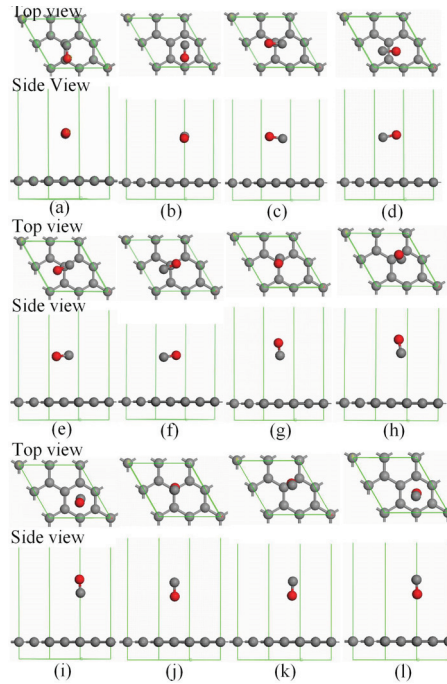 Top view
Side View
(a) (b) (c) (d)
Top view
Side view
(e) (f) (g) (h)
Top view
Side view
(i) (j) (k) (l)